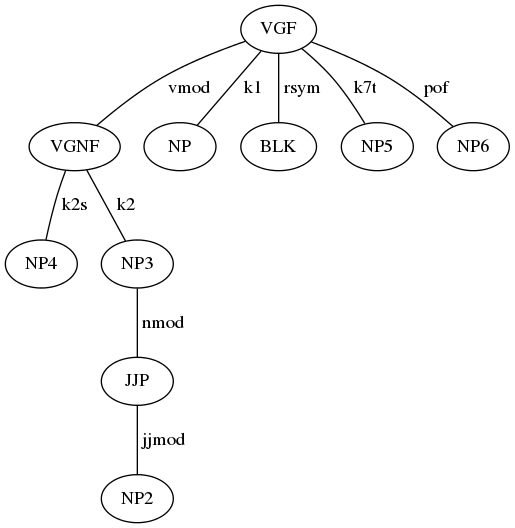 VGF
vmod k1 rsym k7t pof
VGNF NP BLK NP5 NP6
k2s k2
NP4 NP3
nmod
JJP
jjmod
NP2